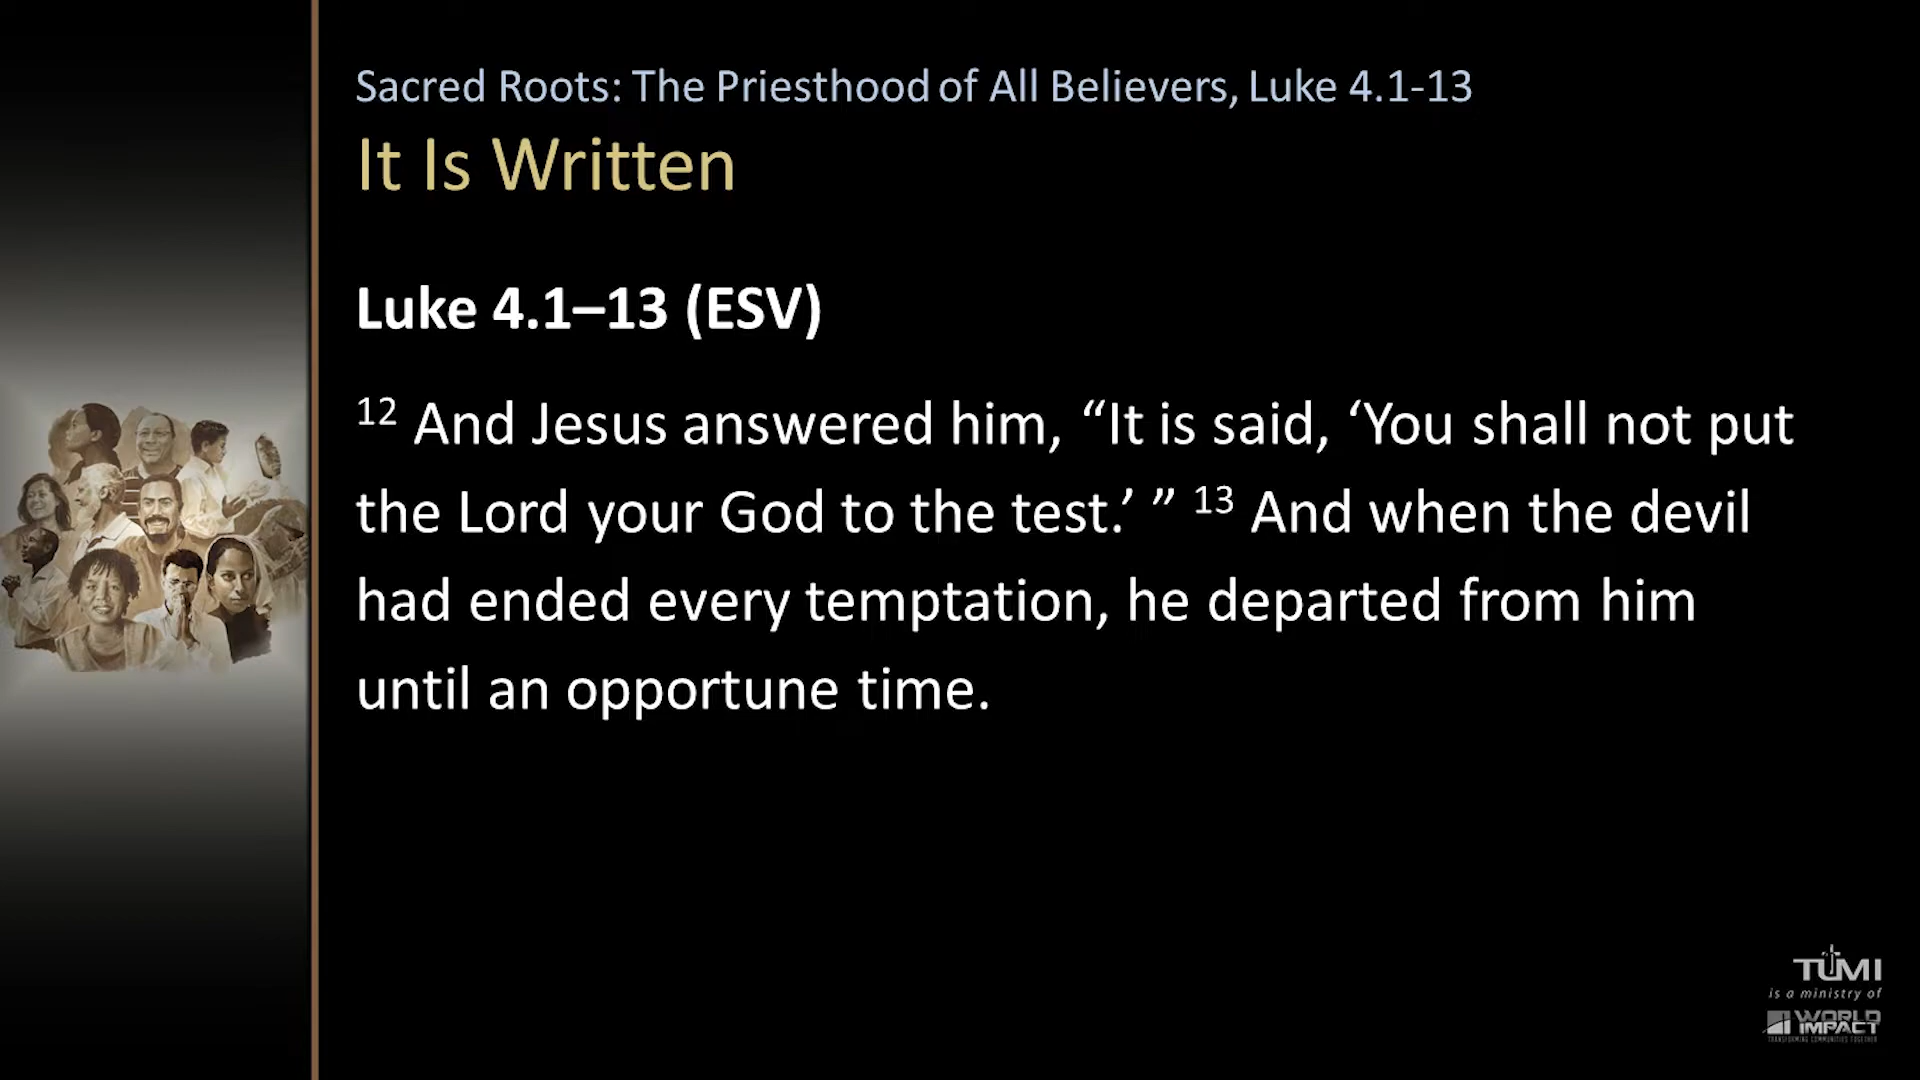 Sacred Roots: The Priesthood of All Believers, Luke 4.1-13
It Is Written
Luke 4.1–13 (ESV)
12 And Jesus answered him, “It is said, ‘You shall not put
the Lord your God to the test.’ ” 13 And when the devil
had ended every temptation, he departed from him
until an opportune time.
TUMI
is a ministry of
WORLD
IMPACT
TRANSFORMING COMMUNITIES TOGETHER